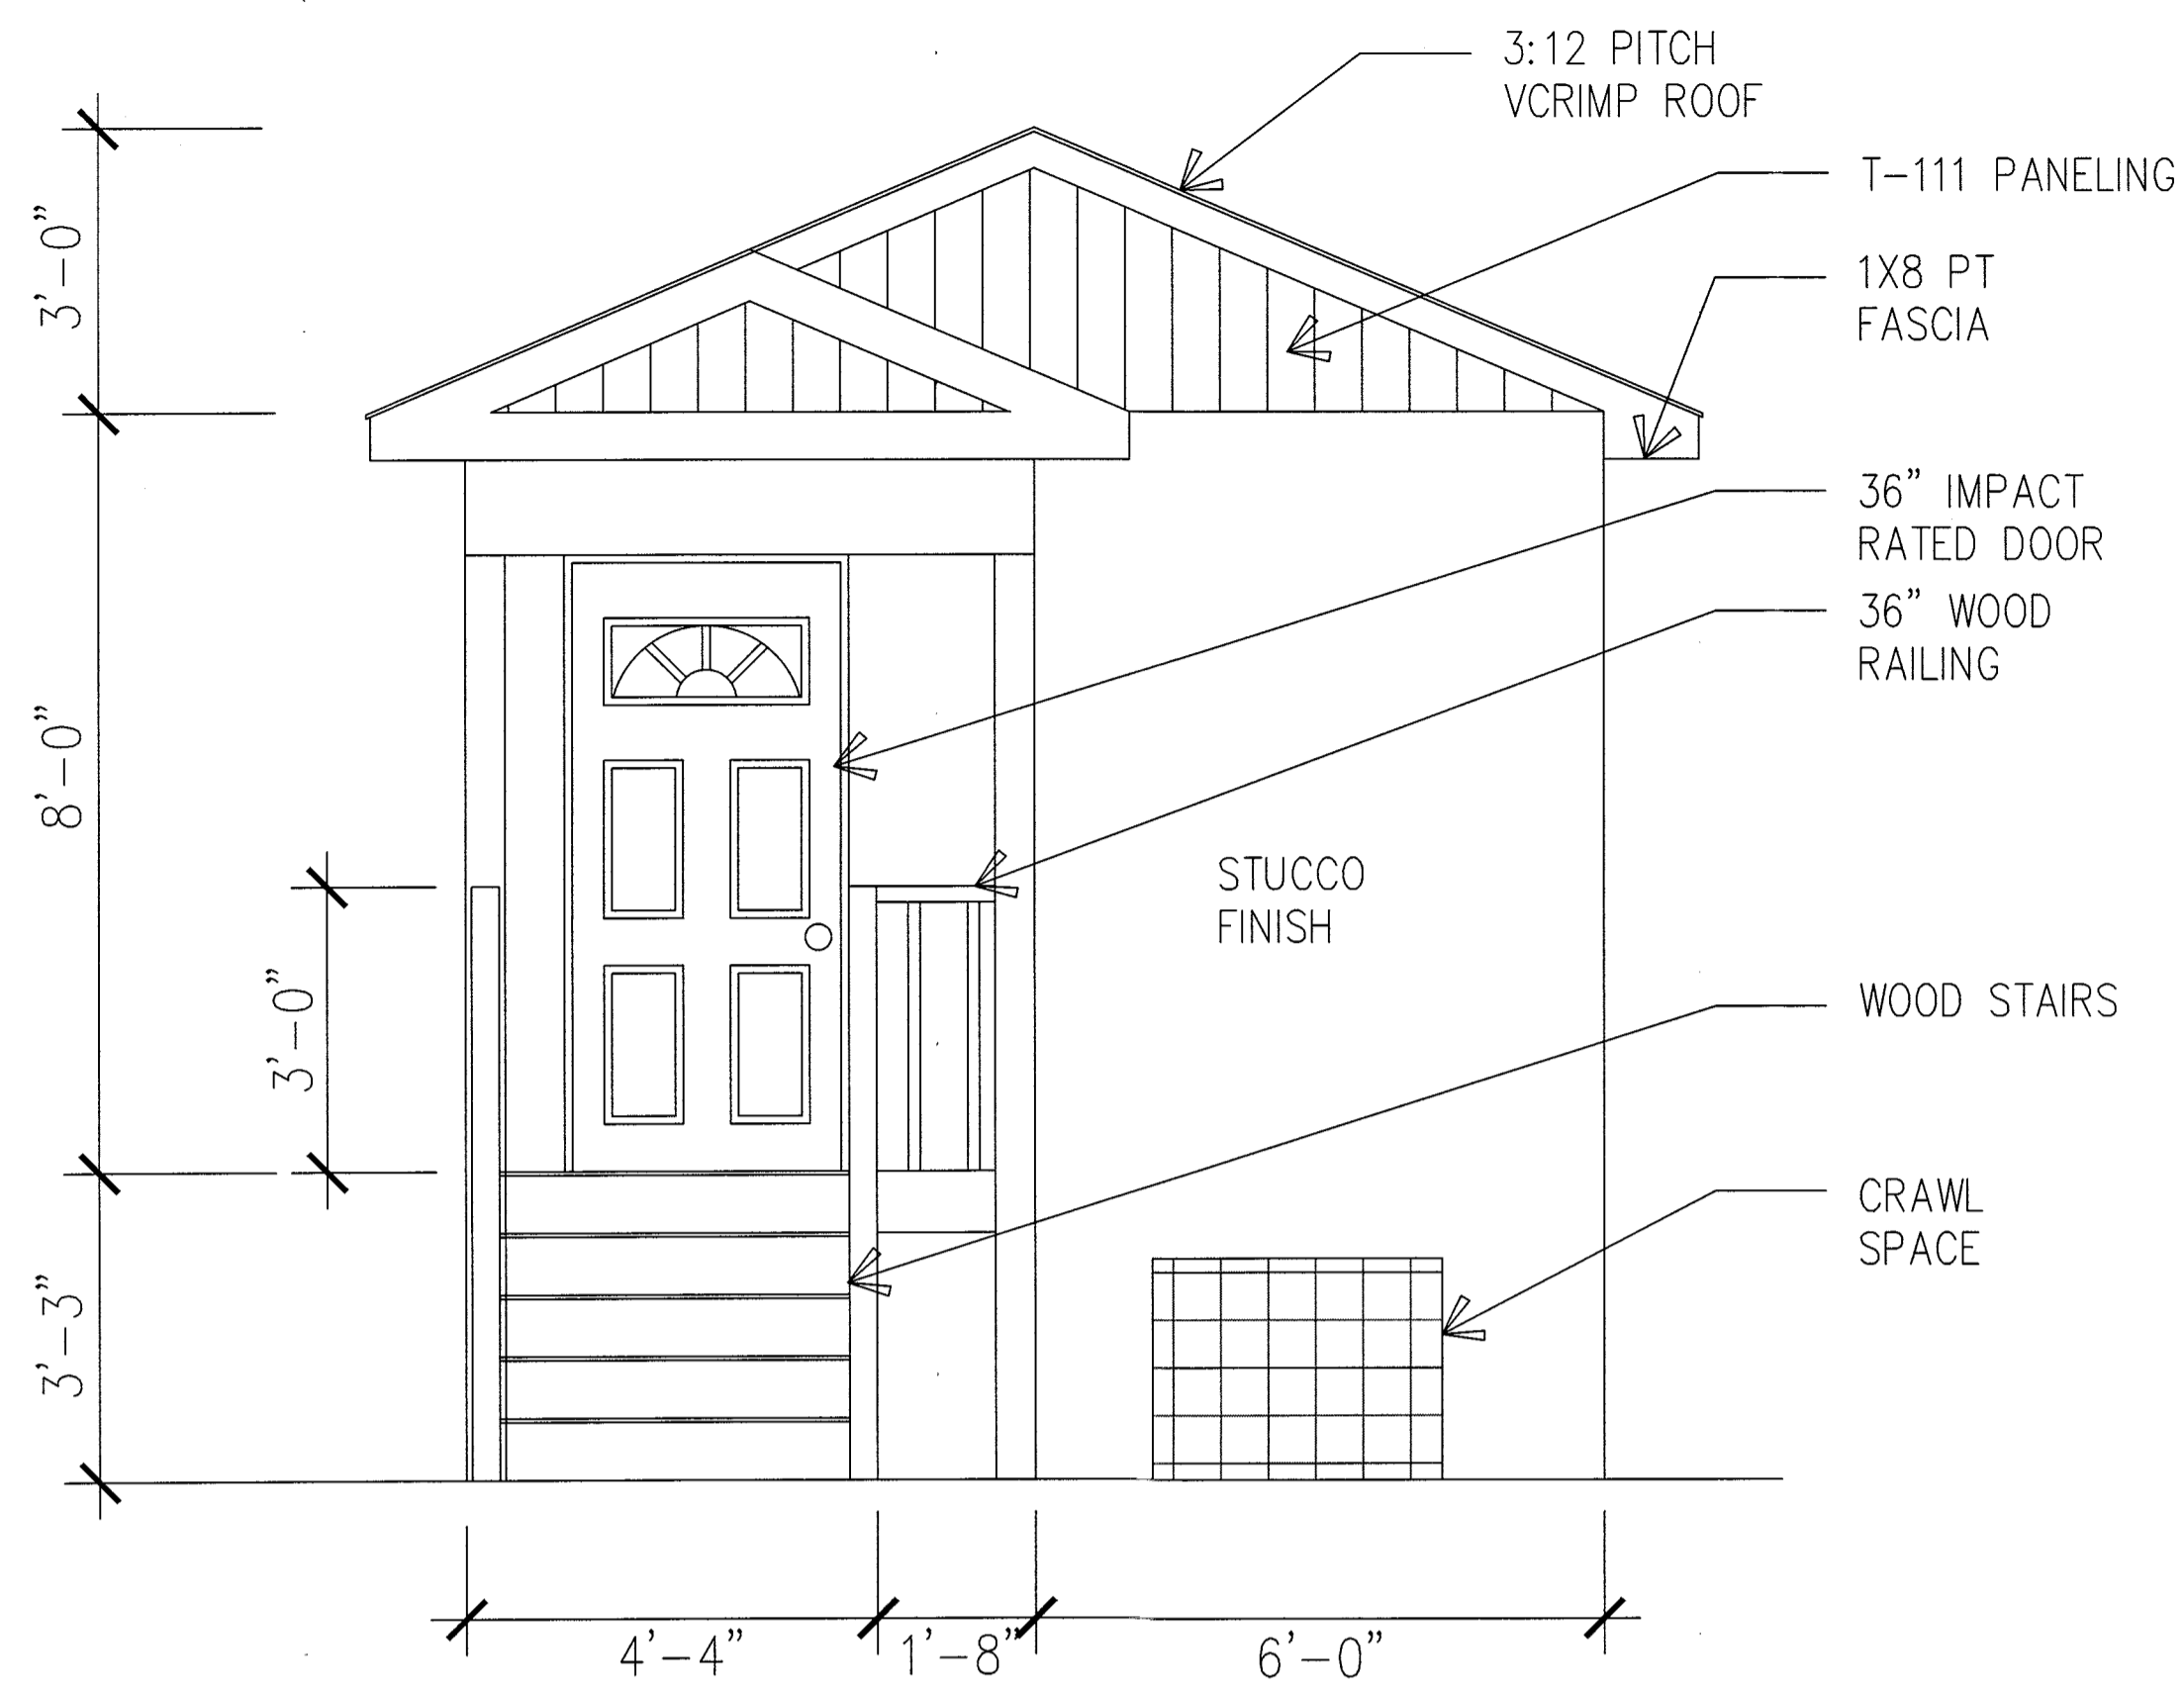 3:12 PITCH
VCRIMP ROOF
T-111 PANELING
1X8 PT
FASCIA
36” IMPACT
RATED DOOR
36” WOOD
RAILING
STUCCO
FINISH
WOOD STAIRS
CRAWL
SPACE
3’-0”
8’-0”
3’-0”
3’-3”
4’-4”
1’-8”
6’-0”